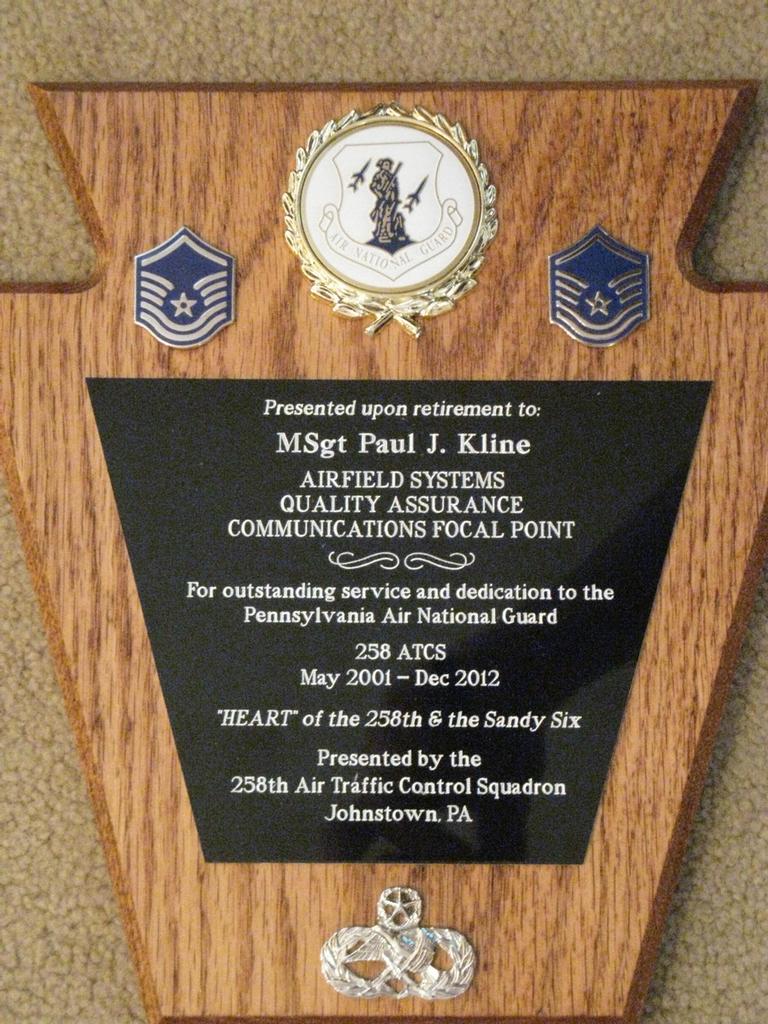 AIR NATIONAL GUARD
Presented upon retirement to:
MSgt Paul J. Kline
AIRFIELD SYSTEMS
QUALITY ASSURANCE
COMMUNICATIONS FOCAL POINT
For outstanding service and dedication to the
Pennsylvania Air National Guard
258 ATCS
May 2001 – Dec 2012
"HEART" of the 258th & the Sandy Six
Presented by the
258th Air Traffic Control Squadron
Johnstown, PA